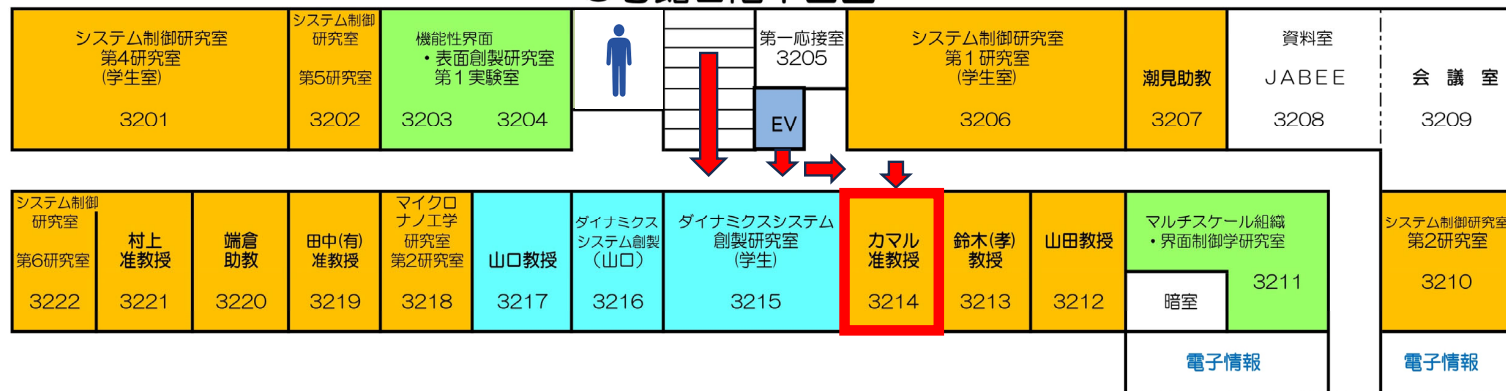 システム制御研究室
第4研究室
(学生室)
3201
システム制御
研究室
第5研究室
3202
機能性界面
・表面創製研究室
第1実験室
3203 3204
第一応接室
3205
EV
システム制御研究室
第1研究室
(学生室)
3206
潮見助教
3207
資料室
JABEE
3208
会議室
3209
システム制御
研究室
第6研究室
3222
村上
准教授
3221
端倉
助教
3220
田中(有)
准教授
3219
マイクロ
ナノ工学
研究室
第2研究室
3218
山口教授
3217
ダイナミクス
システム創製
(山口)
3216
ダイナミクスシステム
創製研究室
(学生)
3215
カマル
准教授
3214
鈴木(孝)
教授
3213
山田教授
3212
マルチスケール組織
・界面制御学研究室
3211
暗室
システム制御研究室
第2研究室
3210
電子情報
電子情報